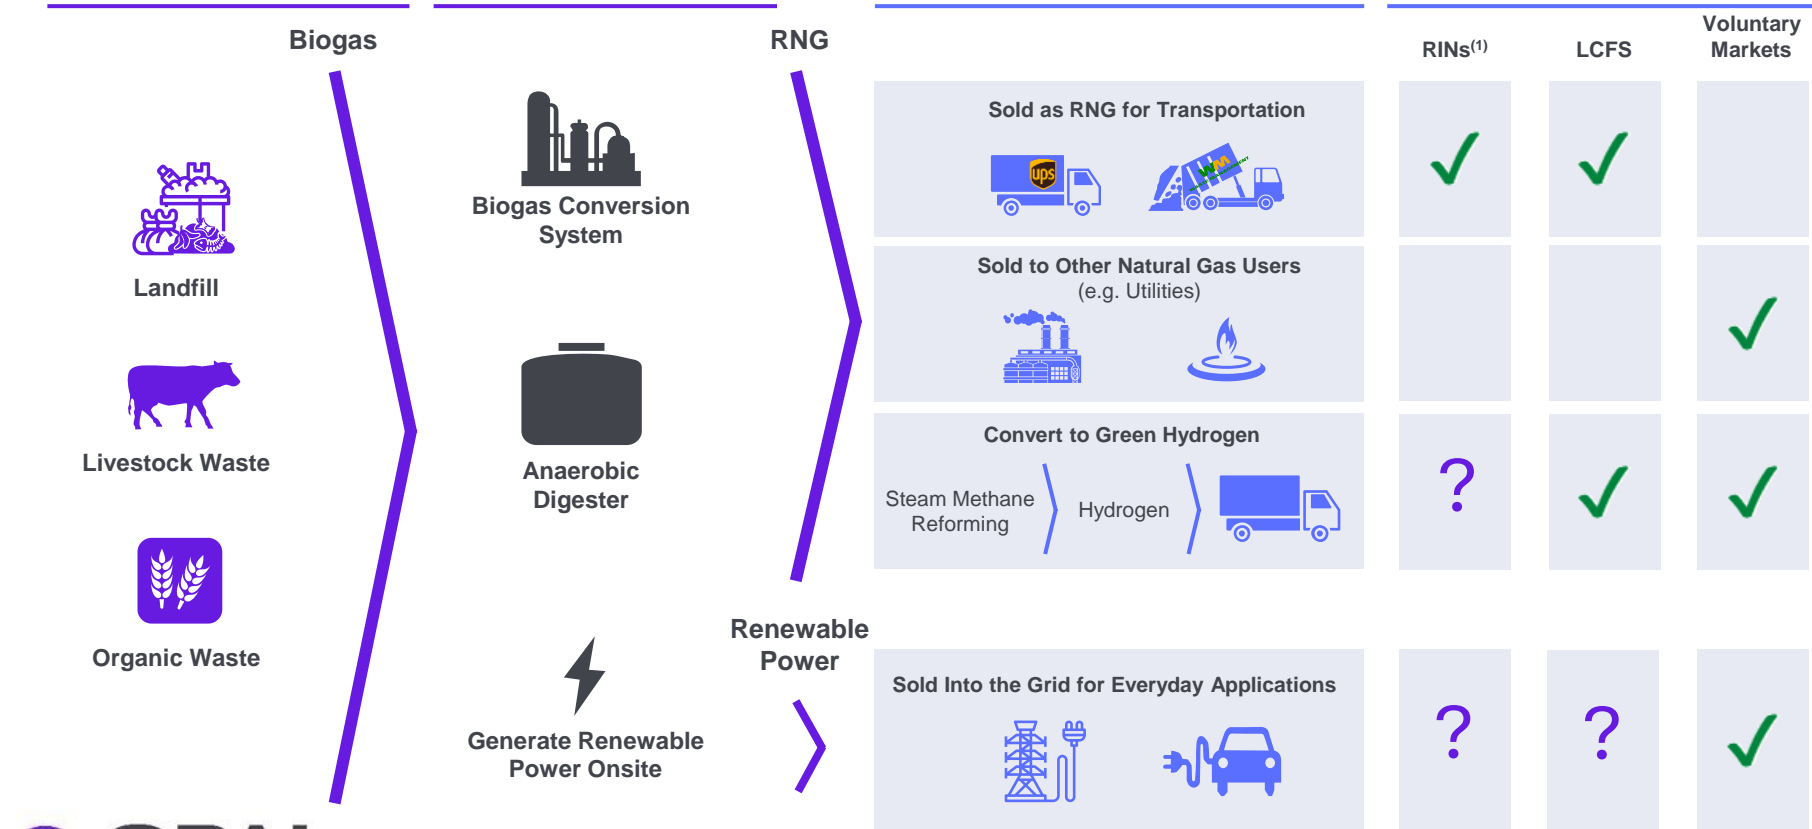 Biogas
RNG
RINs(1)
LCFS
Voluntary
Markets
Landfill
Livestock Waste
Organic Waste
Biogas Conversion
System
Anaerobic
Digester
Generate Renewable
Power Onsite
Renewable
Power
Sold as RNG for Transportation
ups
WM
Sold to Other Natural Gas Users
(e.g. Utilities)
Convert to Green Hydrogen
Steam Methane
Reforming
Hydrogen
?
Sold Into the Grid for Everyday Applications
?
?